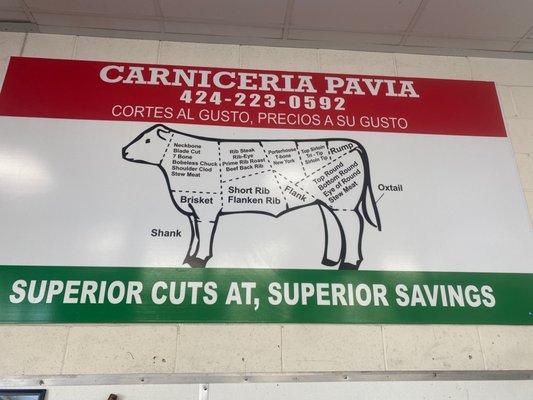 CARNICERIA PAVIA
424-223-0592
CORTES AL GUSTO, PRECIOS A SU GUSTO
Neckbone
Blade Cut
7 Bone
Bobeless Chuck
Shoulder Clod
Stew Meat
Rib Steak
Rib-Eye
Prime Rib Roast
Beef Back Rib
Porterhouse
T-bone
New York
Top Sirloin
Tri - Tip
Sirloin Tip
Rump
Top Round
Bottom Round
Eye of Round
Stew Meat
Brisket
Short Rib
Flanken Rib
Flank
Oxtail
Shank
SUPERIOR CUTS AT, SUPERIOR SAVINGS